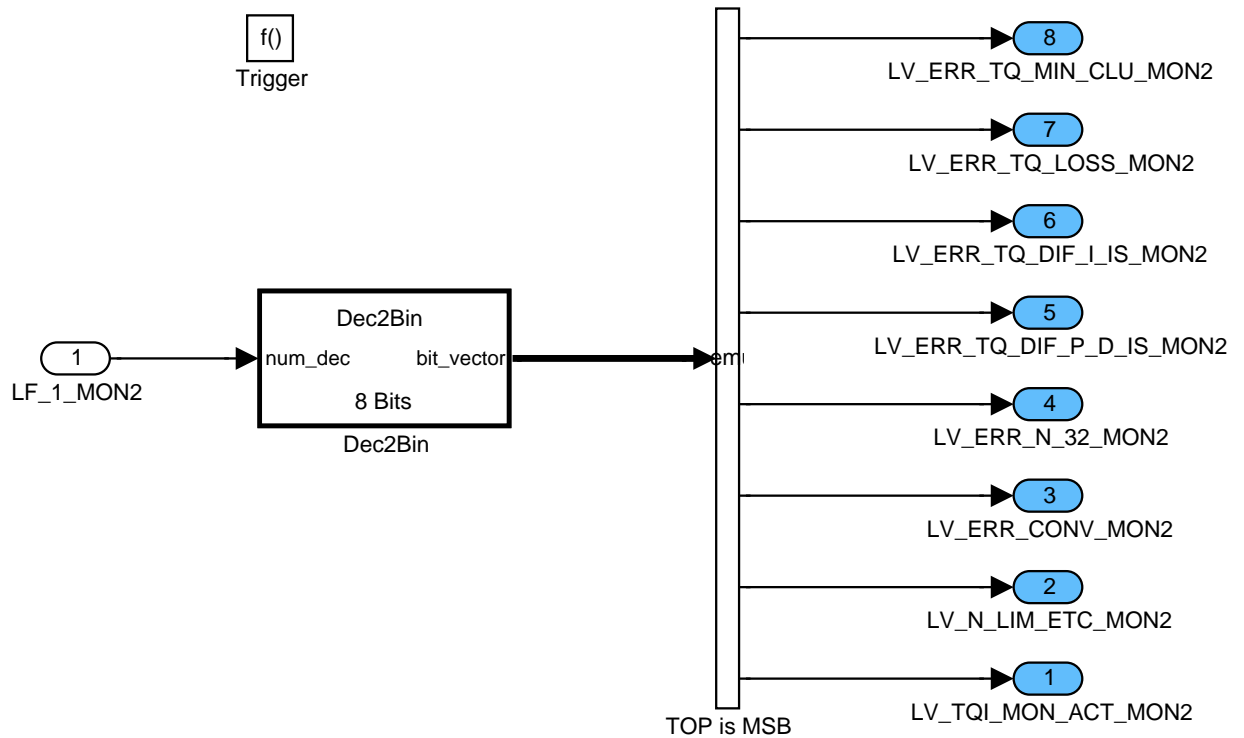 f()
Trigger
8
LV_ERR_TQ_MIN_CLU_MON2
7
LV_ERR_TQ_LOSS_MON2
6
LV_ERR_TQ_DIF_I_IS_MON2
5
LV_ERR_TQ_DIF_P_D_IS_MON2
1
LF_1_MON2
Dec2Bin
num_dec
bit_vector
8 Bits
Dec2Bin
emu
4
LV_ERR_N_32_MON2
3
LV_ERR_CONV_MON2
2
LV_N_LIM_ETC_MON2
1
LV_TQI_MON_ACT_MON2
TOP is MSB